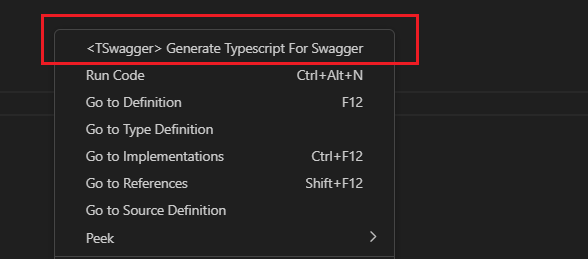 <TSwagger> Generate Typescript For Swagger
Run Code Ctrl+Alt+N
Go to Definition F12
Go to Type Definition
Go to Implementations Ctrl+F12
Go to References Shift+F12
Go to Source Definition
Peek